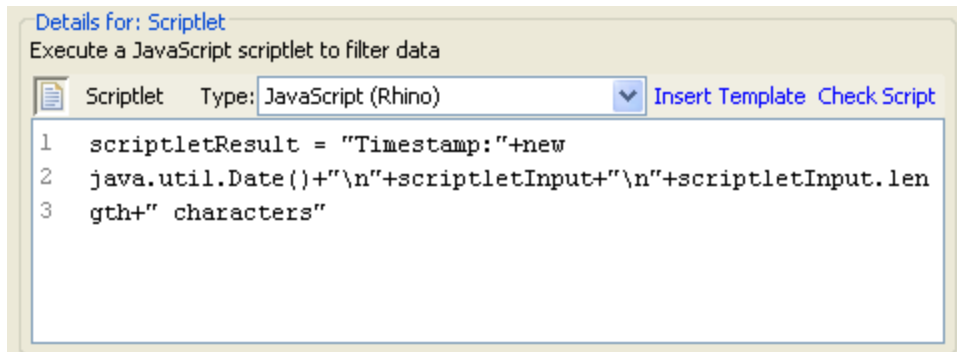 Details for: Scriptlet
Execute a JavaScript scriptlet to filter data
Scriptlet Type: JavaScript (Rhino) Insert Template Check Script
1 scriptletResult = "Timestamp:"+new
2 java.util.Date()+"\n"+scriptletInput+"\n"+scriptletInput.len
3 gth+" characters"